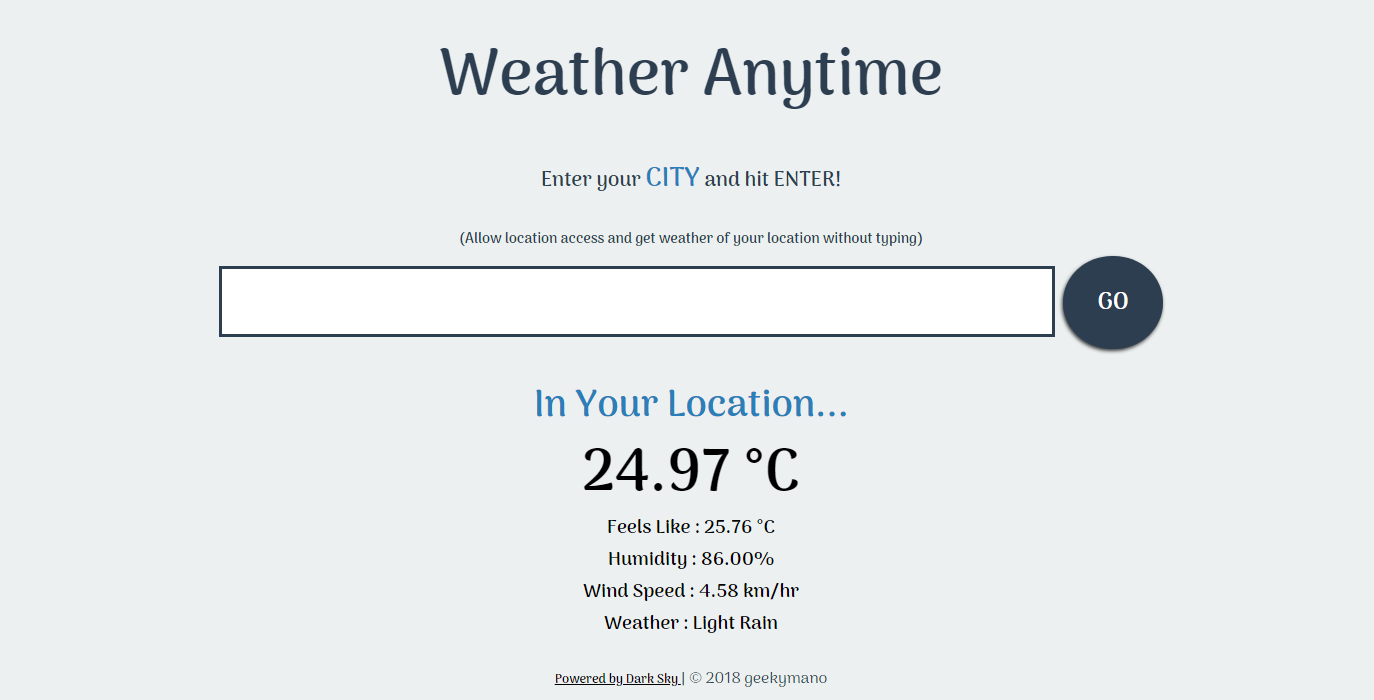 Weather Anytime
Enter your CITY and hit ENTER!
(Allow location access and get weather of your location without typing)
GO
In Your Location...
24.97 °C
Feels Like : 25.76 °C
Humidity : 86.00%
Wind Speed : 4.58 km/hr
Weather : Light Rain
Powered by Dark Sky | © 2018 geekymano